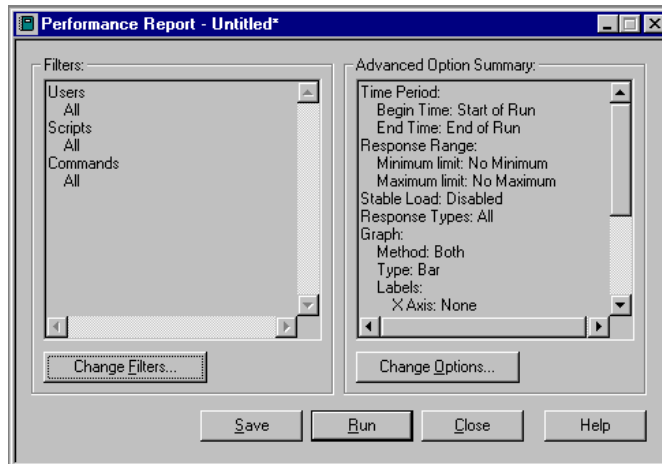 Performance Report - Untitled*
Filters:
Users
All
Scripts
All
Commands
All
Change Filters...
Advanced Option Summary:
Time Period:
Begin Time: Start of Run
End Time: End of Run
Response Range:
Minimum limit: No Minimum
Maximum limit: No Maximum
Stable Load: Disabled
Response Types: All
Graph:
Method: Both
Type: Bar
Labels:
X Axis: None
Change Options...
Save
Run
Close
Help